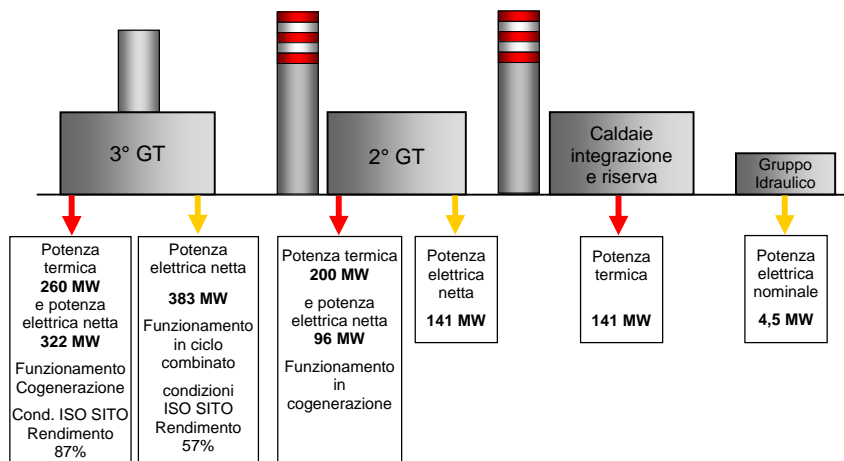 3° GT
2° GT
Caldaie
integrazione
e riserva
Gruppo
Idraulico
Potenza
termica
260 MW
e potenza
elettrica netta
322 MW
Funzionamento
Cogenerazione
Cond. ISO SITO
Rendimento
87%
Potenza
elettrica netta
383 MW
Funzionamento
in ciclo
combinato
condizioni
ISO SITO
Rendimento
57%
Potenza termica
200 MW
e potenza
elettrica netta
96 MW
Funzionamento
in
cogenerazione
Potenza
elettrica
netta
141 MW
Potenza
termica
141 MW
Potenza
elettrica
nominale
4,5 MW